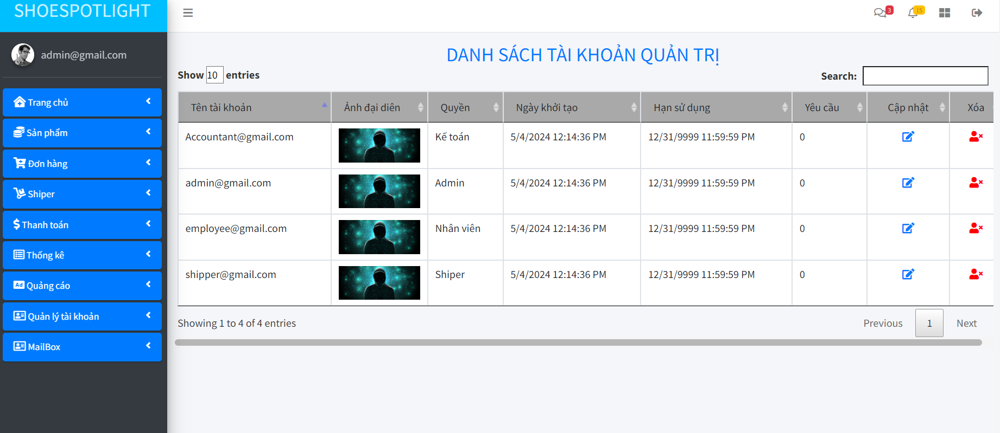 SHOESPOTLIGHT
3
15
admin@gmail.com
Trang chủ
Sản phẩm
Đơn hàng
Shiper
Thanh toán
Thống kê
Ad Quảng cáo
Quản lý tài khoản
MailBox
DANH SÁCH TÀI KHOẢN QUẢN TRỊ
Show 10 entries
Search:
Tên tài khoản Ảnh đại diên Quyền Ngày khởi tạo Hạn sử dụng Yêu cầu Cập nhật Xóa
Accountant@gmail.com Kế toán 5/4/2024 12:14:36 PM 12/31/9999 11:59:59 PM 0
admin@gmail.com Admin 5/4/2024 12:14:36 PM 12/31/9999 11:59:59 PM 0
employee@gmail.com Nhân viên 5/4/2024 12:14:36 PM 12/31/9999 11:59:59 PM 0
shipper@gmail.com Shiper 5/4/2024 12:14:36 PM 12/31/9999 11:59:59 PM 0
Showing 1 to 4 of 4 entries
Previous 1 Next